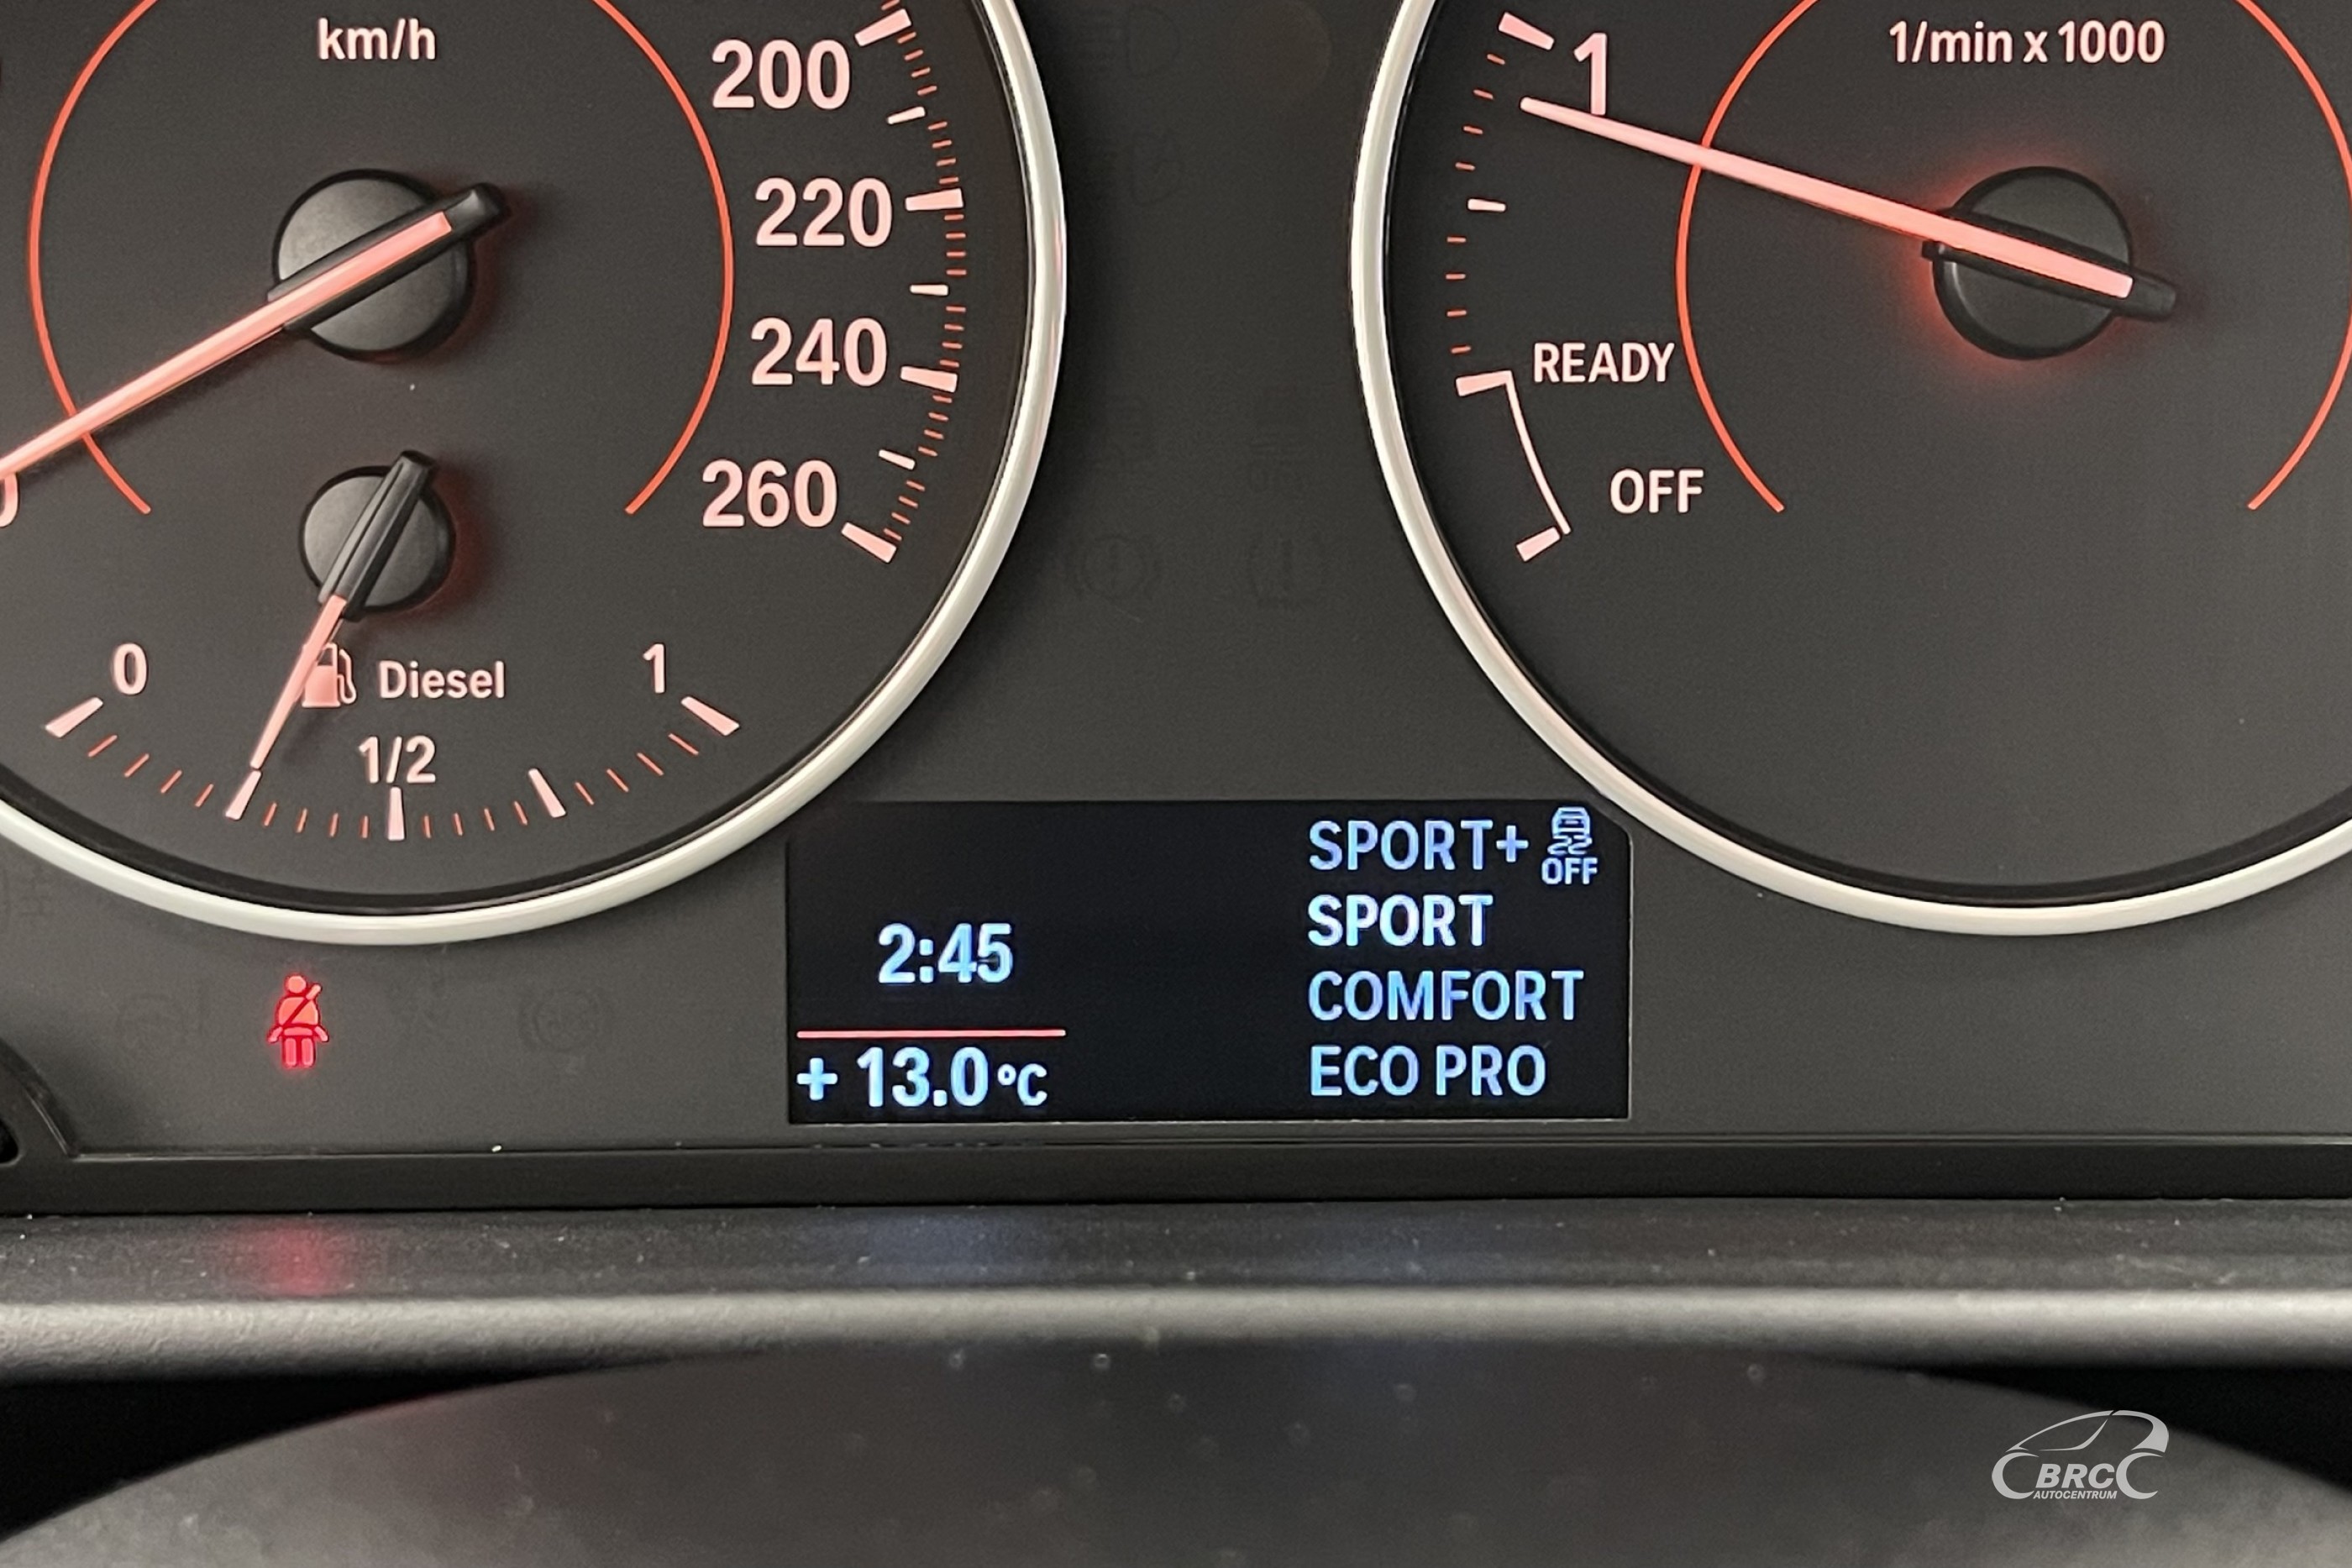 km/h
200
220
240
260
0
0
Diesel
1
1/2
1
1/min x 1000
READY
OFF
SPORT+
OFF
SPORT
COMFORT
ECO PRO
2:45
+ 13.0 °C
BRC
AUTOCENTRUM